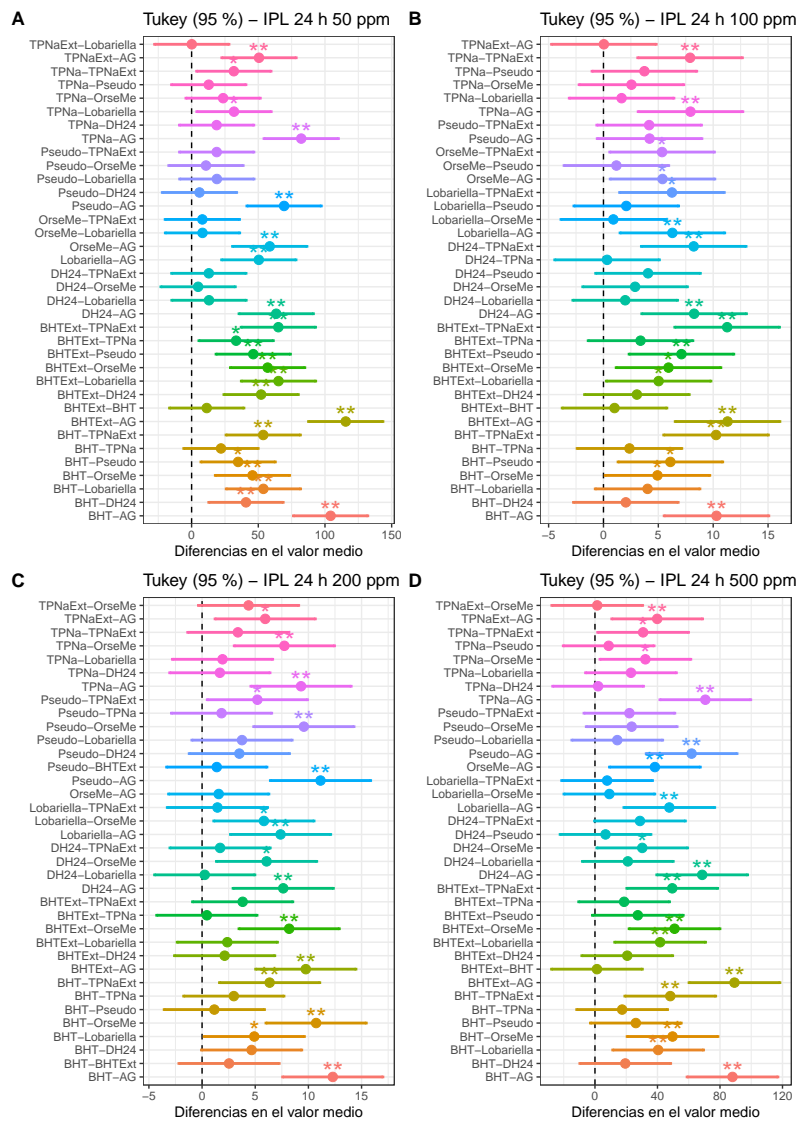 A
Tukey (95 %) – IPL 24 h 50 ppm
TPNaExt–Lobariella
TPNaExt–AG
TPNa–TPNaExt
TPNa–Pseudo
TPNa–OrseMe
TPNa–Lobariella
TPNa–DH24
TPNa–AG
Pseudo–TPNaExt
Pseudo–OrseMe
Pseudo–Lobariella
Pseudo–DH24
Pseudo–AG
OrseMe–TPNaExt
OrseMe–Lobariella
OrseMe–AG
Lobariella–AG
DH24–TPNaExt
DH24–OrseMe
DH24–Lobariella
DH24–AG
BHTExt–TPNaExt
BHTExt–TPNa
BHTExt–Pseudo
BHTExt–OrseMe
BHTExt–Lobariella
BHTExt–DH24
BHTExt–BHT
BHTExt–AG
BHT–TPNaExt
BHT–TPNa
BHT–Pseudo
BHT–OrseMe
BHT–Lobariella
BHT–DH24
BHT–AG
0 50 100 150
Diferencias en el valor medio
B
Tukey (95 %) – IPL 24 h 100 ppm
TPNaExt–AG
TPNa–TPNaExt
TPNa–Pseudo
TPNa–OrseMe
TPNa–Lobariella
TPNa–AG
Pseudo–TPNaExt
Pseudo–AG
OrseMe–TPNaExt
OrseMe–Pseudo
OrseMe–AG
Lobariella–TPNaExt
Lobariella–Pseudo
Lobariella–OrseMe
Lobariella–AG
DH24–TPNaExt
DH24–TPNa
DH24–Pseudo
DH24–OrseMe
DH24–Lobariella
DH24–AG
BHTExt–TPNaExt
BHTExt–TPNa
BHTExt–Pseudo
BHTExt–OrseMe
BHTExt–Lobariella
BHTExt–DH24
BHTExt–BHT
BHTExt–AG
BHT–TPNaExt
BHT–TPNa
BHT–Pseudo
BHT–OrseMe
BHT–Lobariella
BHT–DH24
BHT–AG
−5 0 5 10 15
Diferencias en el valor medio
C
Tukey (95 %) – IPL 24 h 200 ppm
TPNaExt–OrseMe
TPNaExt–AG
TPNa–TPNaExt
TPNa–OrseMe
TPNa–Lobariella
TPNa–DH24
TPNa–AG
Pseudo–TPNaExt
Pseudo–TPNa
Pseudo–OrseMe
Pseudo–Lobariella
Pseudo–DH24
Pseudo–BHTExt
Pseudo–AG
OrseMe–AG
Lobariella–TPNaExt
Lobariella–OrseMe
Lobariella–AG
DH24–TPNaExt
DH24–OrseMe
DH24–Lobariella
DH24–AG
BHTExt–TPNaExt
BHTExt–TPNa
BHTExt–OrseMe
BHTExt–Lobariella
BHTExt–DH24
BHTExt–AG
BHT–TPNaExt
BHT–TPNa
BHT–Pseudo
BHT–OrseMe
BHT–Lobariella
BHT–DH24
BHT–BHTExt
BHT–AG
−5 0 5 10 15
Diferencias en el valor medio
D
Tukey (95 %) – IPL 24 h 500 ppm
TPNaExt–OrseMe
TPNaExt–AG
TPNa–TPNaExt
TPNa–Pseudo
TPNa–OrseMe
TPNa–Lobariella
TPNa–DH24
TPNa–AG
Pseudo–TPNaExt
Pseudo–OrseMe
Pseudo–Lobariella
Pseudo–AG
OrseMe–AG
Lobariella–TPNaExt
Lobariella–OrseMe
Lobariella–AG
DH24–TPNaExt
DH24–Pseudo
DH24–OrseMe
DH24–Lobariella
DH24–AG
BHTExt–TPNaExt
BHTExt–TPNa
BHTExt–Pseudo
BHTExt–OrseMe
BHTExt–Lobariella
BHTExt–DH24
BHTExt–BHT
BHTExt–AG
BHT–TPNaExt
BHT–TPNa
BHT–Pseudo
BHT–OrseMe
BHT–Lobariella
BHT–DH24
BHT–AG
0 40 80 120
Diferencias en el valor medio